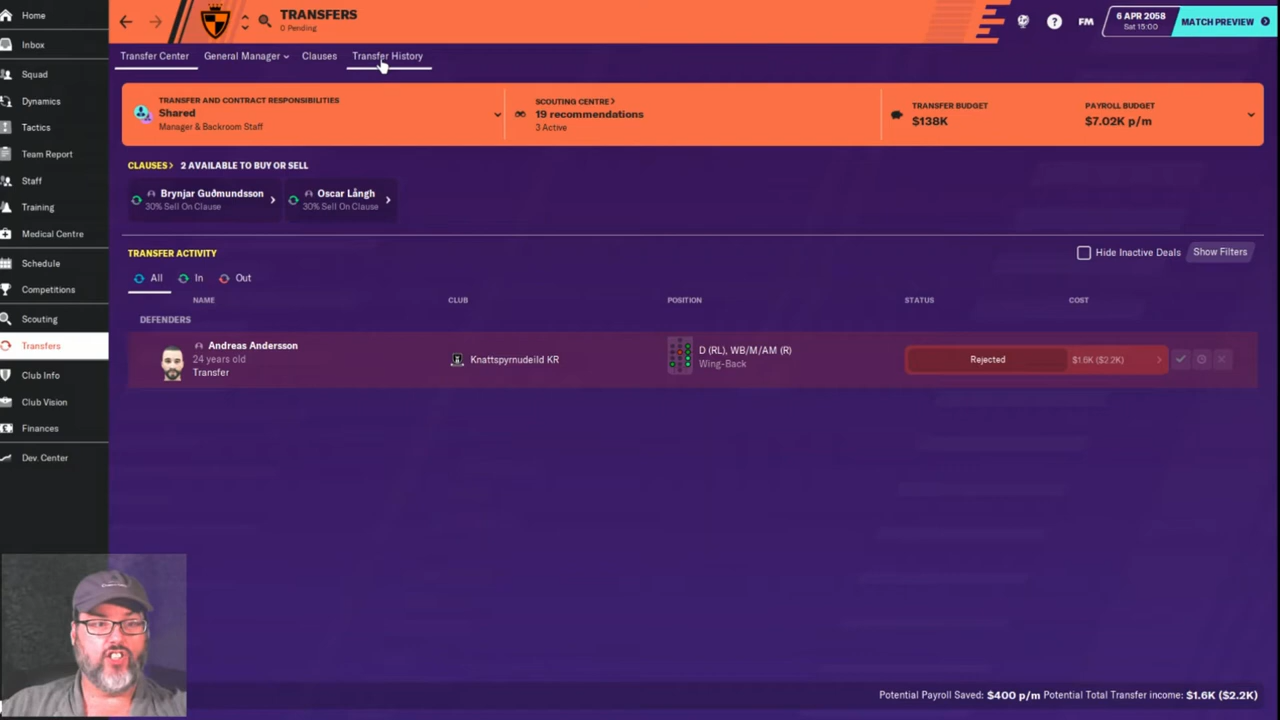 Home
Inbox
Squad
Dynamics
Tactics
Team Report
Staff
Training
Medical Centre
Schedule
Competitions
Scouting
Transfers
Club Info
Club Vision
Finances
Dev. Center
TRANSFERS
0 Pending
?
FM
6 APR 2058
Sat 15:00
MATCH PREVIEW
Transfer Center
General Manager
Clauses
Transfer History
TRANSFER AND CONTRACT RESPONSIBILITIES
Shared
Manager & Backroom Staff
SCOUTING CENTRE >
19 recommendations
3 Active
TRANSFER BUDGET
$138K
PAYROLL BUDGET
$7.02K p/m
CLAUSES > 2 AVAILABLE TO BUY OR SELL
Brynjar Guðmundsson
30% Sell On Clause
Oscar Långh
30% Sell On Clause
TRANSFER ACTIVITY
Hide Inactive Deals
Show Filters
All
In
Out
NAME
CLUB
POSITION
STATUS
COST
DEFENDERS
Andreas Andersson
24 years old
Transfer
Knattspyrnudeild KR
D (RL), WB/M/AM (R)
Wing-Back
Rejected
$1.6K ($2.2K)
Potential Payroll Saved: $400 p/m Potential Total Transfer income: $1.6K ($2.2K)